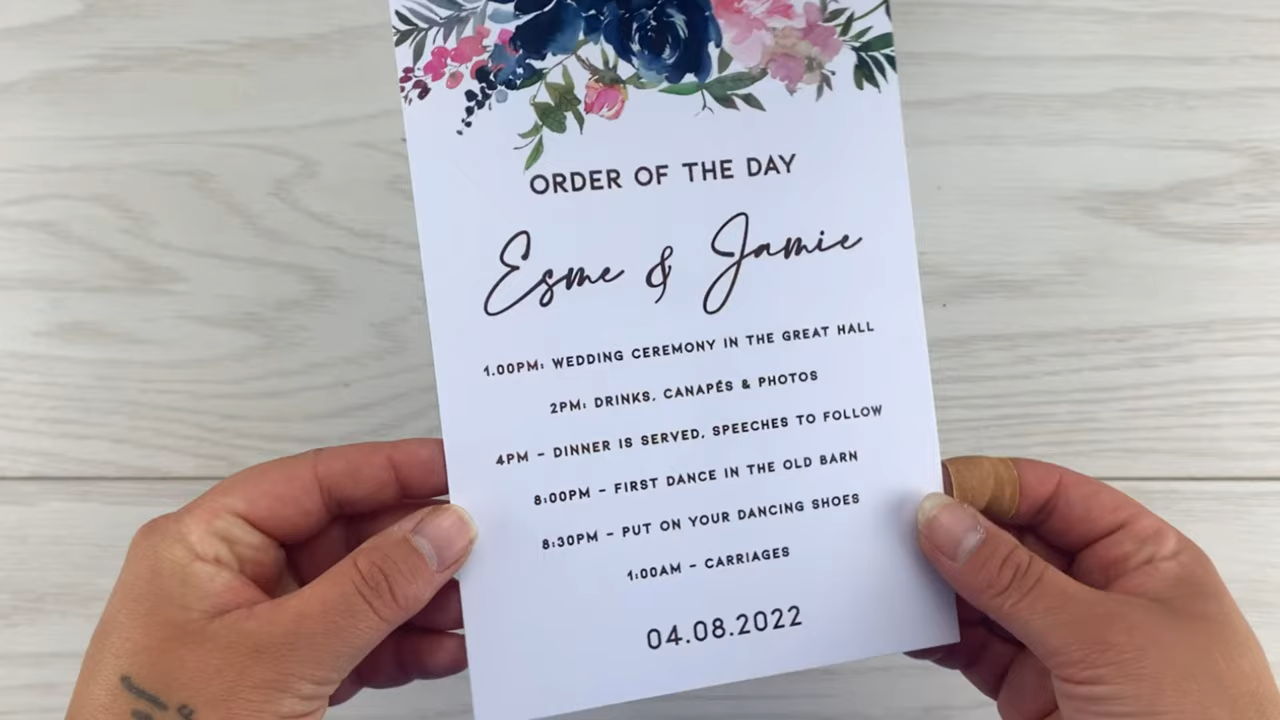 ORDER OF THE DAY
Esme & Jamie
1.00PM: WEDDING CEREMONY IN THE GREAT HALL
2PM: DRINKS, CANAPÉS & PHOTOS
4PM - DINNER IS SERVED, SPEECHES TO FOLLOW
8:00PM - FIRST DANCE IN THE OLD BARN
8:30PM - PUT ON YOUR DANCING SHOES
1:00AM - CARRIAGES
04.08.2022